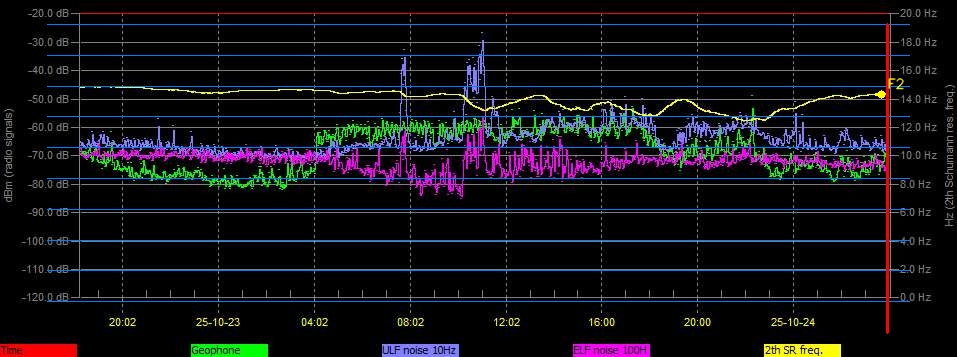 -20.0 dB 20.0 Hz
-30.0 dB 18.0 Hz
-40.0 dB 16.0 Hz
F2
-50.0 dB 14.0 Hz
-60.0 dB 12.0 Hz
-70.0 dB 10.0 Hz
-80.0 dB 8.0 Hz
-90.0 dB 6.0 Hz
-100.0 dB 4.0 Hz
-110.0 dB 2.0 Hz
-120.0 dB 0.0 Hz
dBm (radio signals)
Hz (2th Schumann res. freq.)
20:02 25-10-23 04:02 08:02 12:02 16:00 20:00 25-10-24
Time Geophone ULF noise 10Hz ELF noise 100H 2th SR freq.